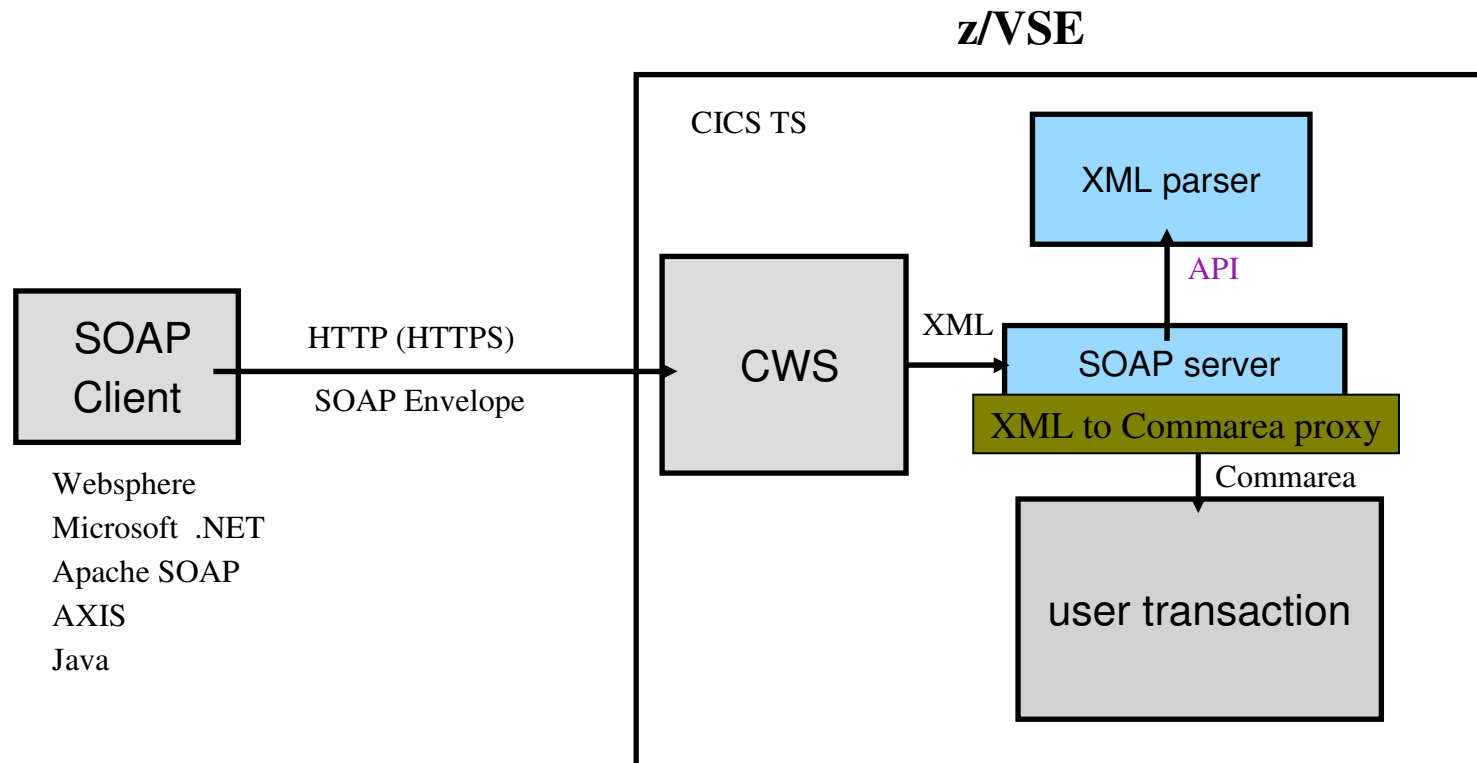 z/VSE
CICS TS
XML parser
API
SOAP
Client
HTTP (HTTPS)
SOAP Envelope
CWS
XML
SOAP server
XML to Commarea proxy
Commarea
user transaction
Websphere
Microsoft .NET
Apache SOAP
AXIS
Java